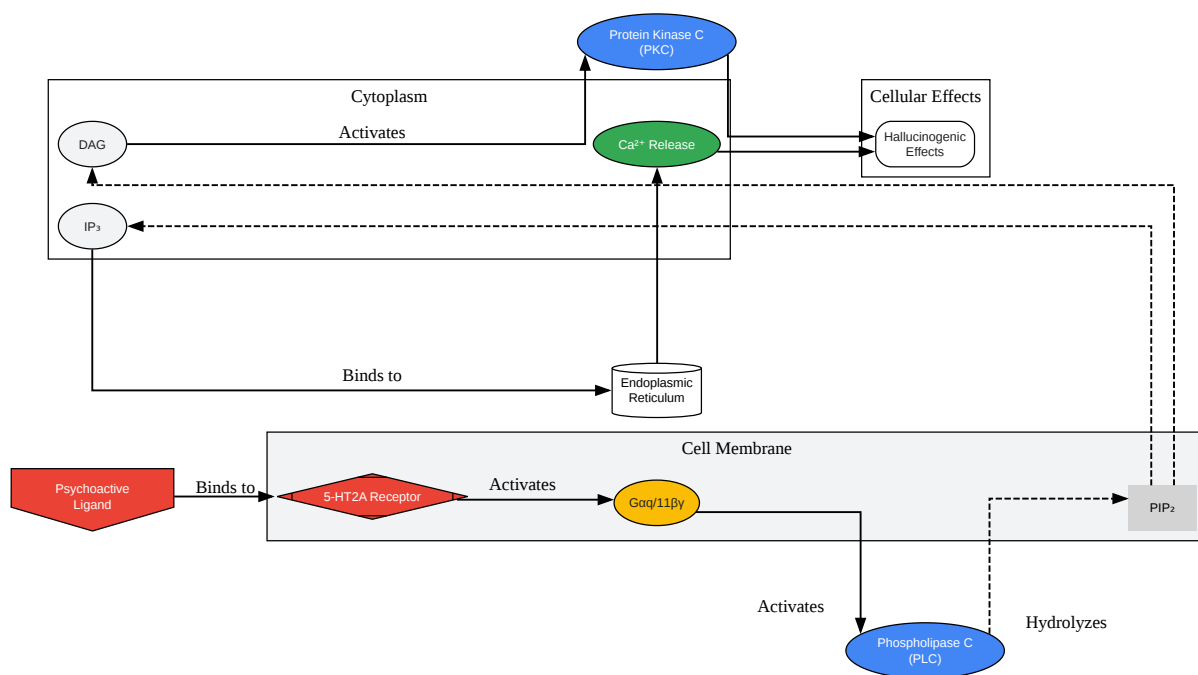 Protein Kinase C
(PKC)
Cytoplasm
Cellular Effects
Activates
DAG
Ca²⁺ Release
Hallucinogenic
Effects
IP₃
Binds to
Endoplasmic
Reticulum
Cell Membrane
Psychoactive
Ligand
Binds to
5-HT2A Receptor
Activates
Gαq/11βγ
PIP₂
Activates
Hydrolyzes
Phospholipase C
(PLC)